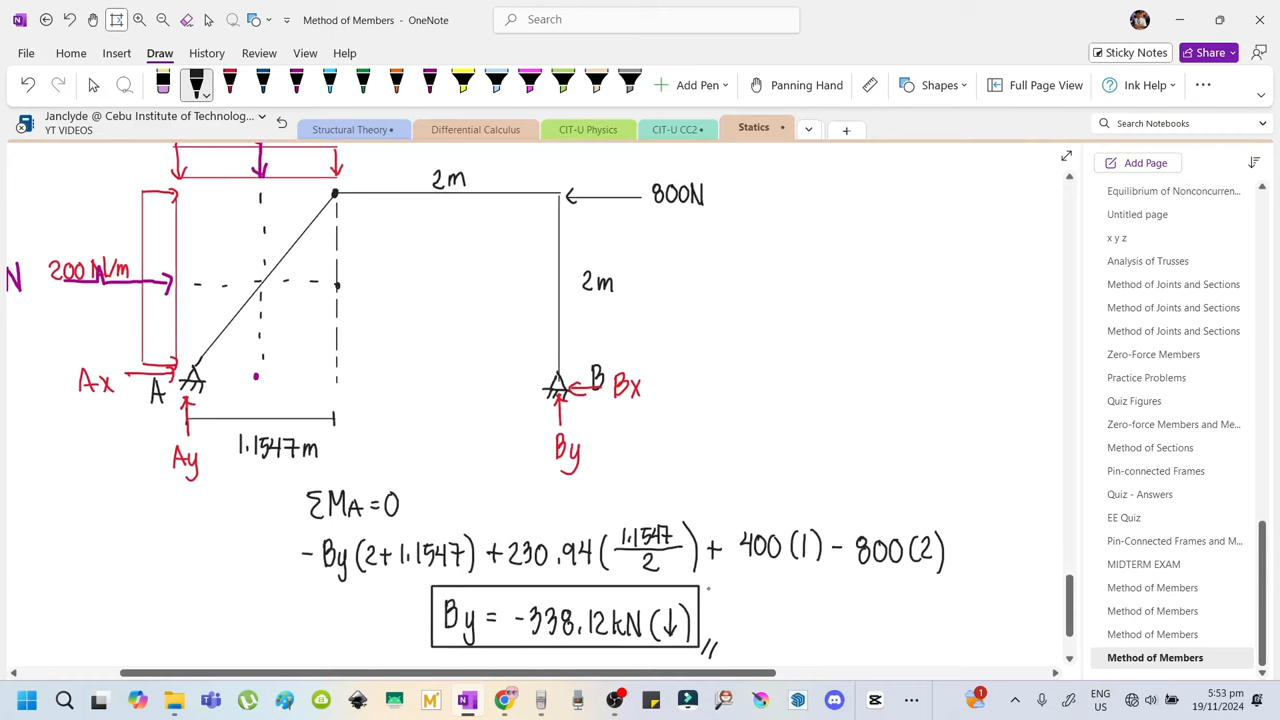 Method of Members - OneNote
Search
File Home Insert Draw History Review View Help
Sticky Notes
Share
Add Pen
Panning Hand
Shapes
Full Page View
Ink Help
Janclyde @ Cebu Institute of Technolog...
YT VIDEOS
Structural Theory
Differential Calculus
CIT-U Physics
CIT-U CC2
Statics
Search Notebooks
Add Page
Equilibrium of Nonconcurren...
Untitled page
x y z
Analysis of Trusses
Method of Joints and Sections
Method of Joints and Sections
Method of Joints and Sections
Zero-Force Members
Practice Problems
Quiz Figures
Zero-force Members and Me...
Method of Sections
Pin-connected Frames
Quiz - Answers
EE Quiz
Pin-Connected Frames and M...
MIDTERM EXAM
Method of Members
Method of Members
Method of Members
Method of Members
2m
800N
N
200 N/m
2m
Ax
A
B
Bx
Ay
1.1547m
By
ΣMA=0
-By(2+1.1547)+230.94(1.1547/2)+400(1)-800(2)
By = -338.12kN(↓)
ENG
US
5:53 pm
19/11/2024
1